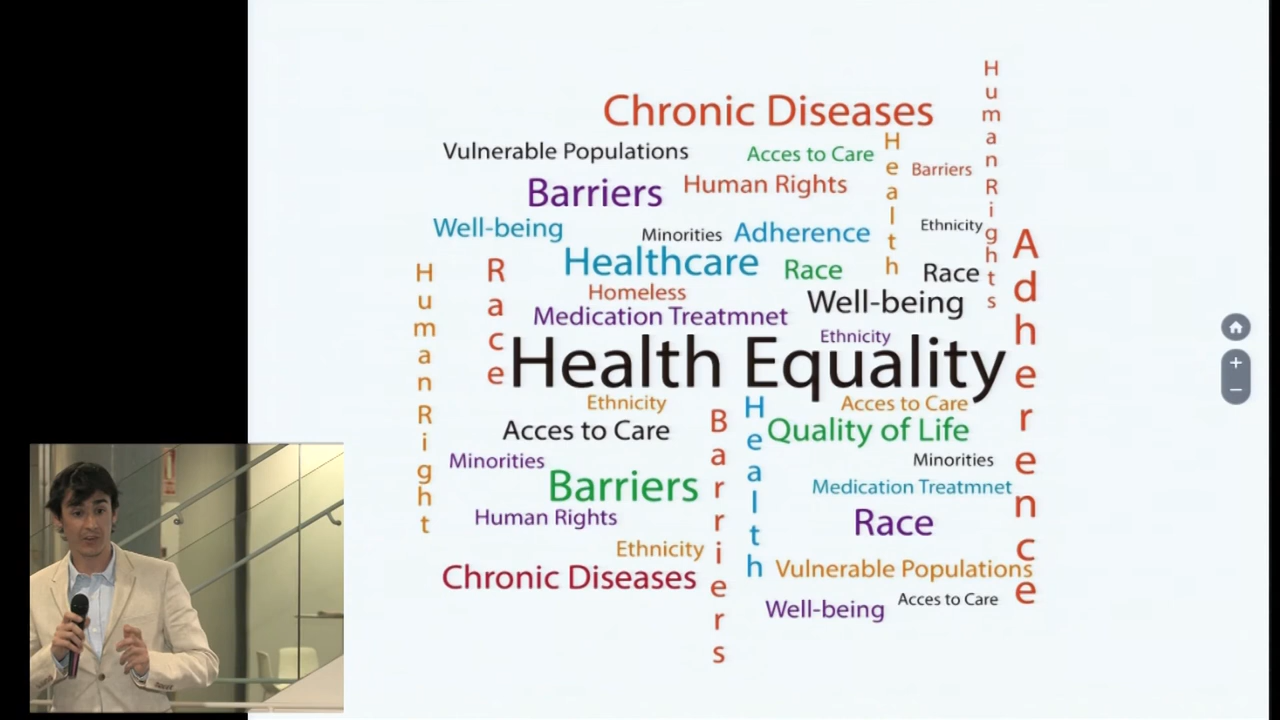 Chronic Diseases
Human Rights
Vulnerable Populations
Acces to Care
Health
Barriers
Barriers
Human Rights
Well-being
Minorities
Adherence
Ethnicity
Adherence
Healthcare
Race
Race
Human Right
Race
Homeless
Well-being
Medication Treatmnet
Ethnicity
Health Equality
Ethnicity
Barriers
Health
Acces to Care
Acces to Care
Quality of Life
Minorities
Minorities
Barriers
Medication Treatmnet
Human Rights
Race
Ethnicity
Chronic Diseases
Vulnerable Populations
Well-being
Acces to Care
+
−